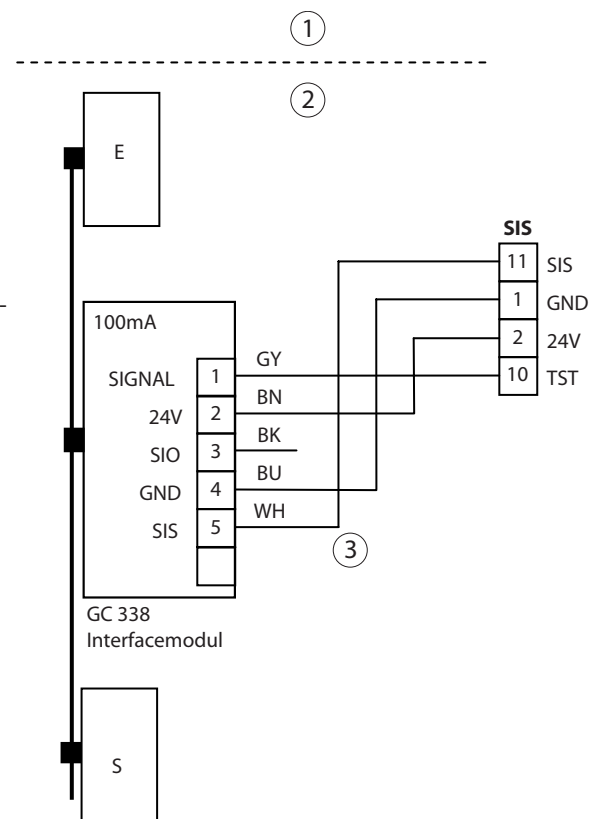 1
2
E
SIS
11 SIS
1 GND
2 24V
10 TST
100mA
SIGNAL 1 GY
24V 2 BN
SIO 3 BK
GND 4 BU
SIS 5 WH
3
GC 338
Interfacemodul
S